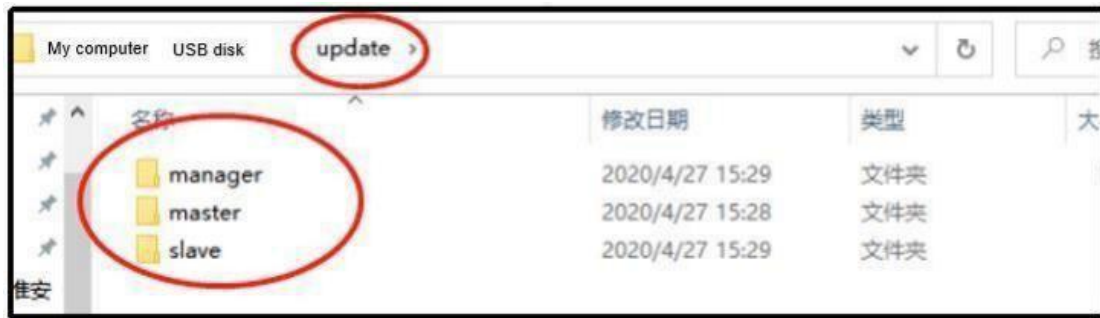 My computer USB disk update >
名称 修改日期 类型 大
manager 2020/4/27 15:29 文件夹
master 2020/4/27 15:28 文件夹
slave 2020/4/27 15:29 文件夹
淮安